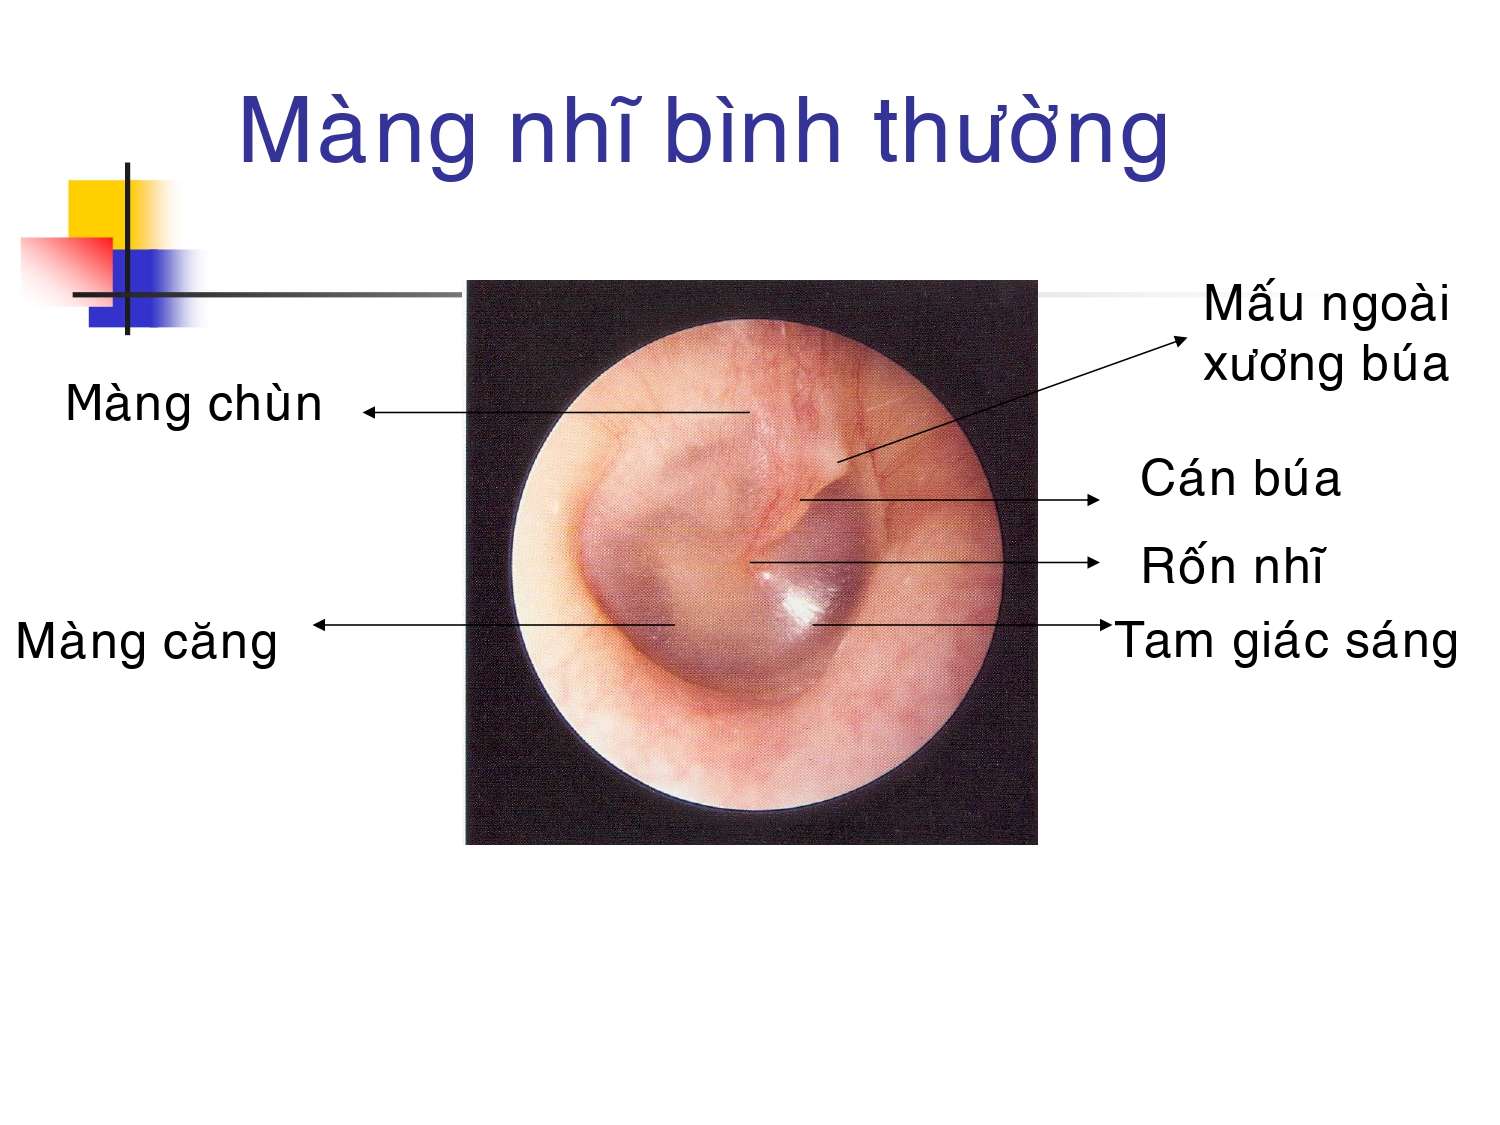 Màng nhĩ bình thường
Mấu ngoài
xương búa
Màng chùn
Cán búa
Rốn nhĩ
Màng căng
Tam giác sáng